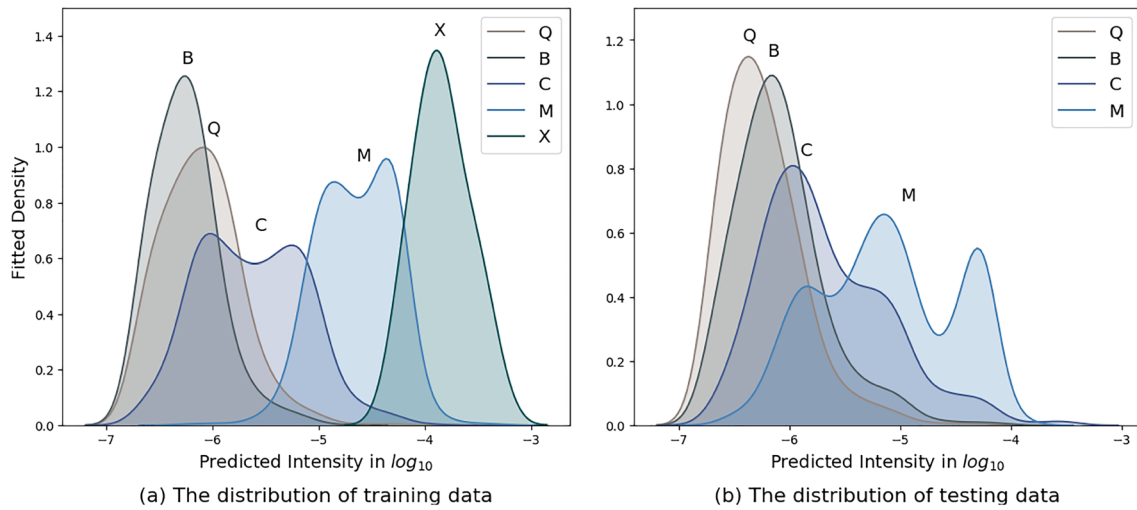 Q
B
C
M
X
B
Q
C
M
X
1.4
1.2
1.0
0.8
0.6
0.4
0.2
0.0
Fitted Density
−7
−6
−5
−4
−3
Predicted Intensity in log10
(a) The distribution of training data
Q
B
C
M
Q
B
C
M
1.2
1.0
0.8
0.6
0.4
0.2
0.0
−7
−6
−5
−4
−3
Predicted Intensity in log10
(b) The distribution of testing data